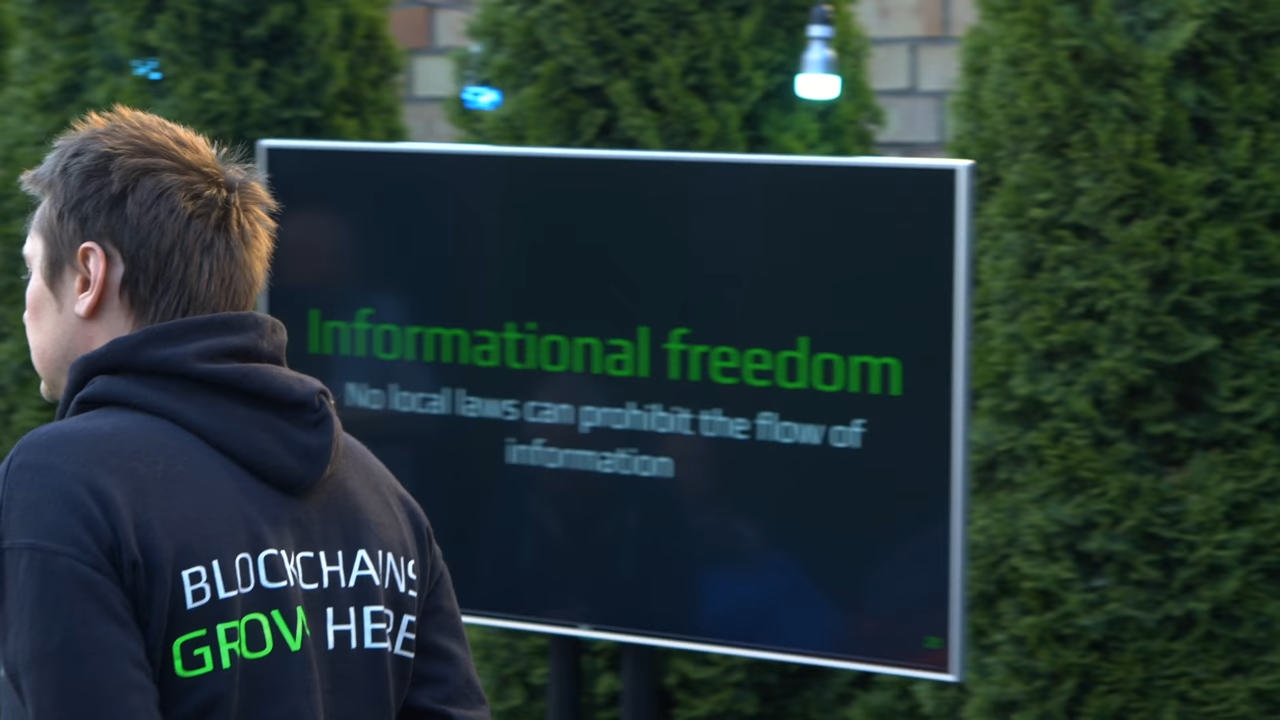 Informational freedom
No local laws can prohibit the flow of
information
BLOCKCHAINS
GROW HERE